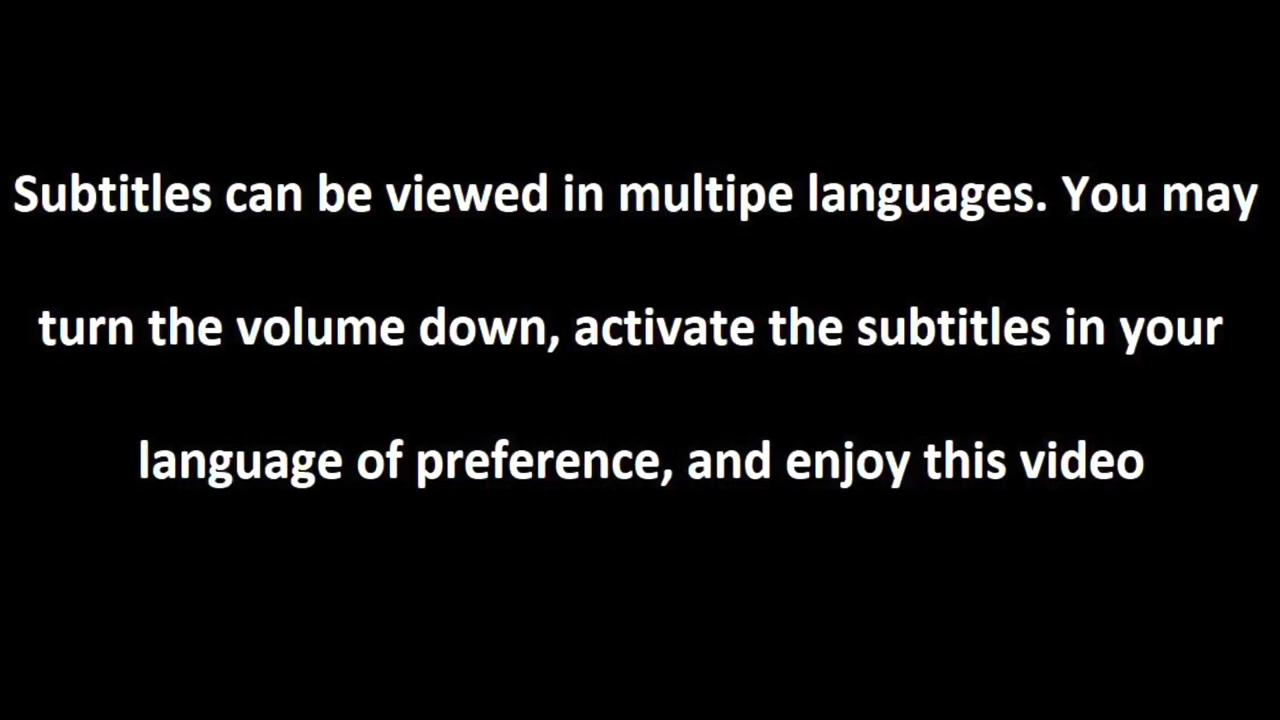 Subtitles can be viewed in multipe languages. You may
turn the volume down, activate the subtitles in your
language of preference, and enjoy this video